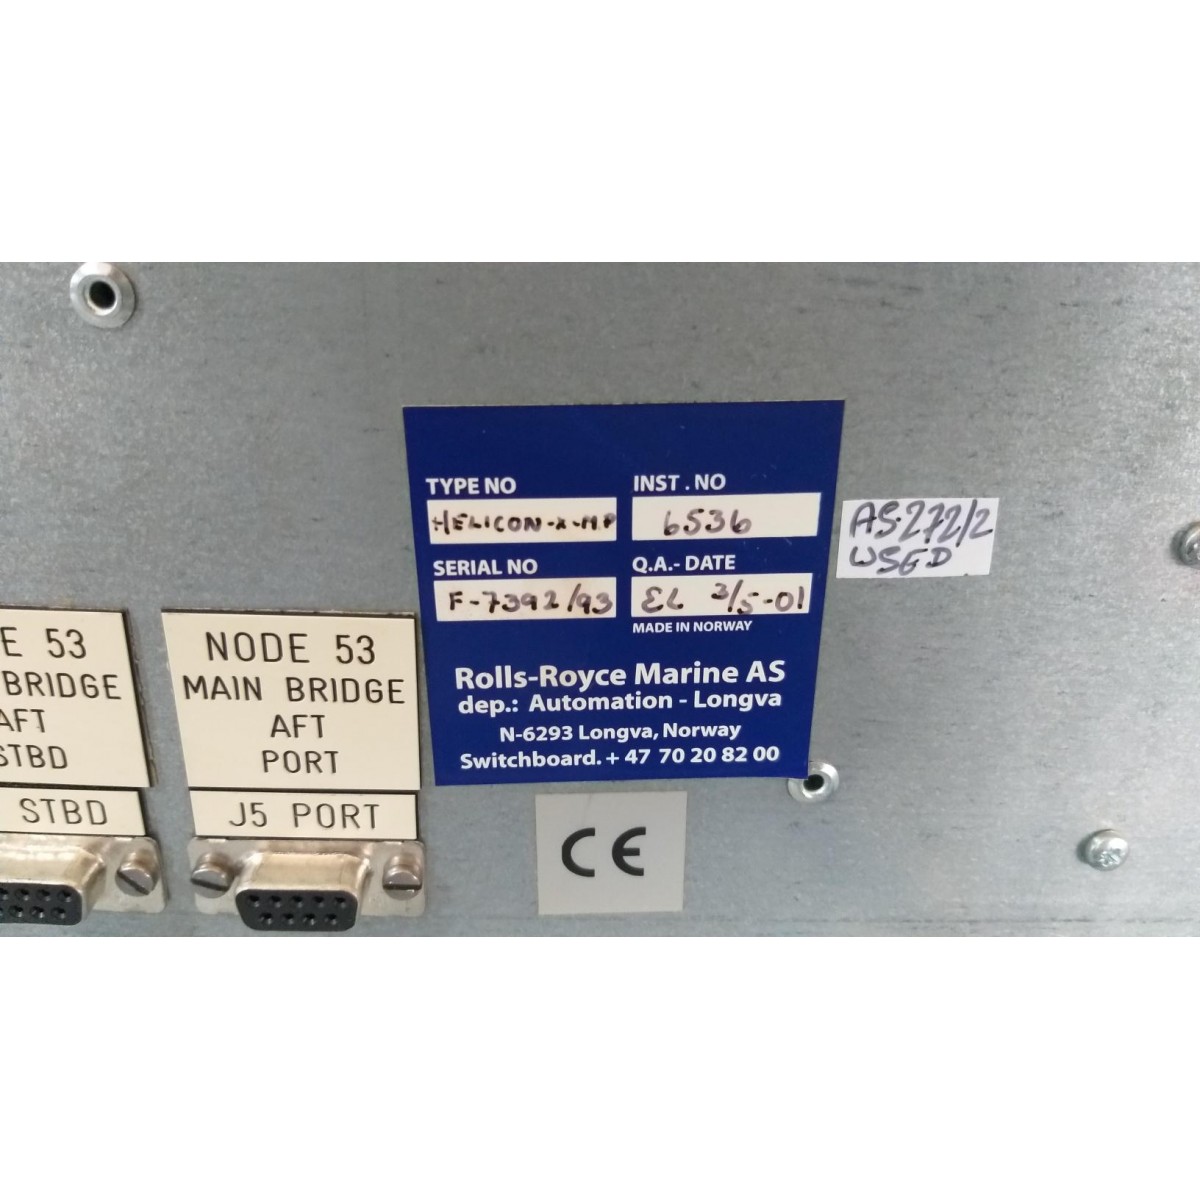 TYPE NO
HELICON-X-MP
INST . NO
6536
SERIAL NO
F-7392/93
Q.A.- DATE
EL 3/5-01
MADE IN NORWAY
Rolls-Royce Marine AS
dep.: Automation - Longva
N-6293 Longva, Norway
Switchboard. + 47 70 20 82 00
CE
AS-272/2
USED
E 53
BRIDGE
AFT
STBD
STBD
NODE 53
MAIN BRIDGE
AFT
PORT
J5 PORT